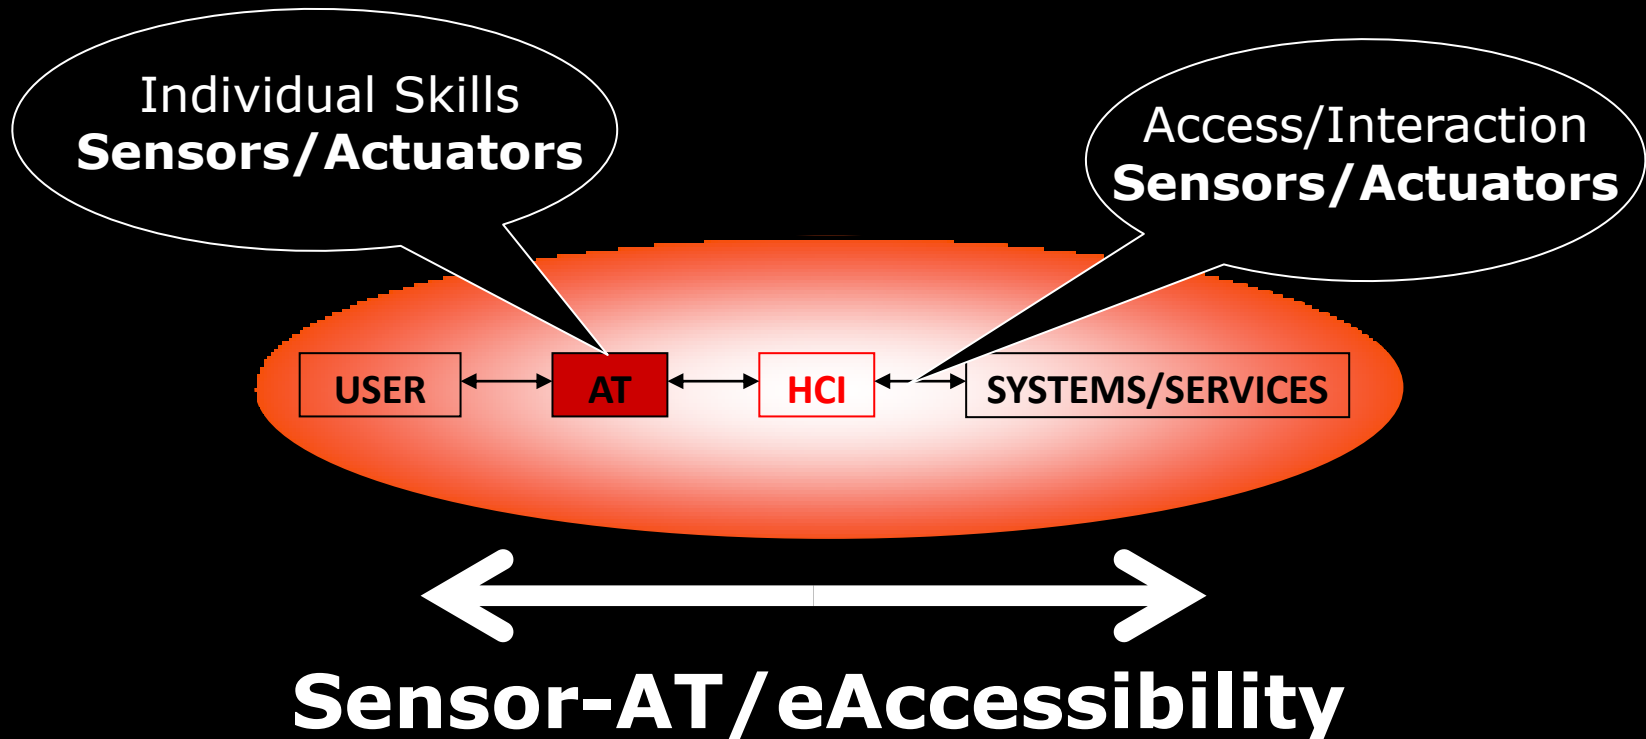 Individual Skills
Sensors/Actuators
Access/Interaction
Sensors/Actuators
USER
AT
HCI
SYSTEMS/SERVICES
Sensor-AT/eAccessibility